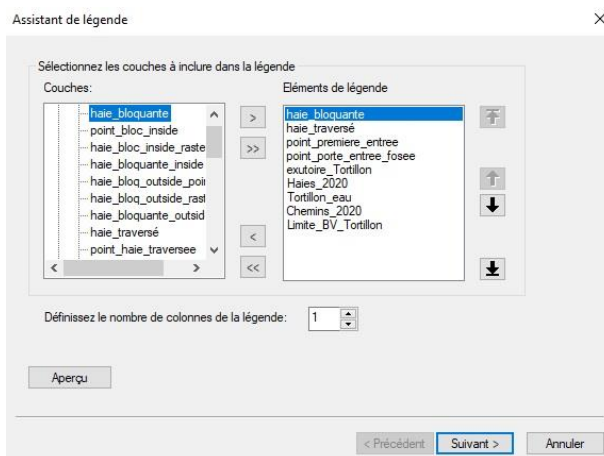 Assistant de légende
Sélectionnez les couches à inclure dans la légende
Couches:
haie_bloquante
point_bloc_inside
haie_bloc_inside_raste
haie_bloquante_inside
haie_bloq_outside_poi
haie_bloq_outside_rast
haie_bloquante_outsid
haie_traversé
point_haie_traversee
>
>>
<
<<
Eléments de légende
haie_bloquante
haie_traversé
point_premiere_entree
point_porte_entree_fosee
exutoire_Tortillon
Haies_2020
Tortillon_eau
Chemins_2020
Limite_BV_Tortillon
Définissez le nombre de colonnes de la légende:
1
Aperçu
< Précédent
Suivant >
Annuler